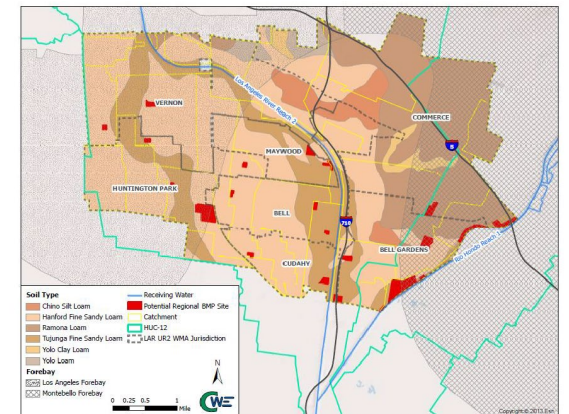 Los Angeles River Reach 2
VERNON
COMMERCE
5
MAYWOOD
HUNTINGTON PARK
BELL
710
BELL GARDENS
Rio Hondo Reach 1
CUDAHY
Soil Type
Chino Silt Loam
Hanford Fine Sandy Loam
Ramona Loam
Tujunga Fine Sandy Loam
Yolo Clay Loam
Yolo Loam
Forebay
Los Angeles Forebay
Montebello Forebay
Receiving Water
Potential Regional BMP Site
Catchment
HUC-12
LAR UR2 WMA Jurisdiction
N
0 0.25 0.5 1
Mile
CWE
Copyright:© 2013 Esri